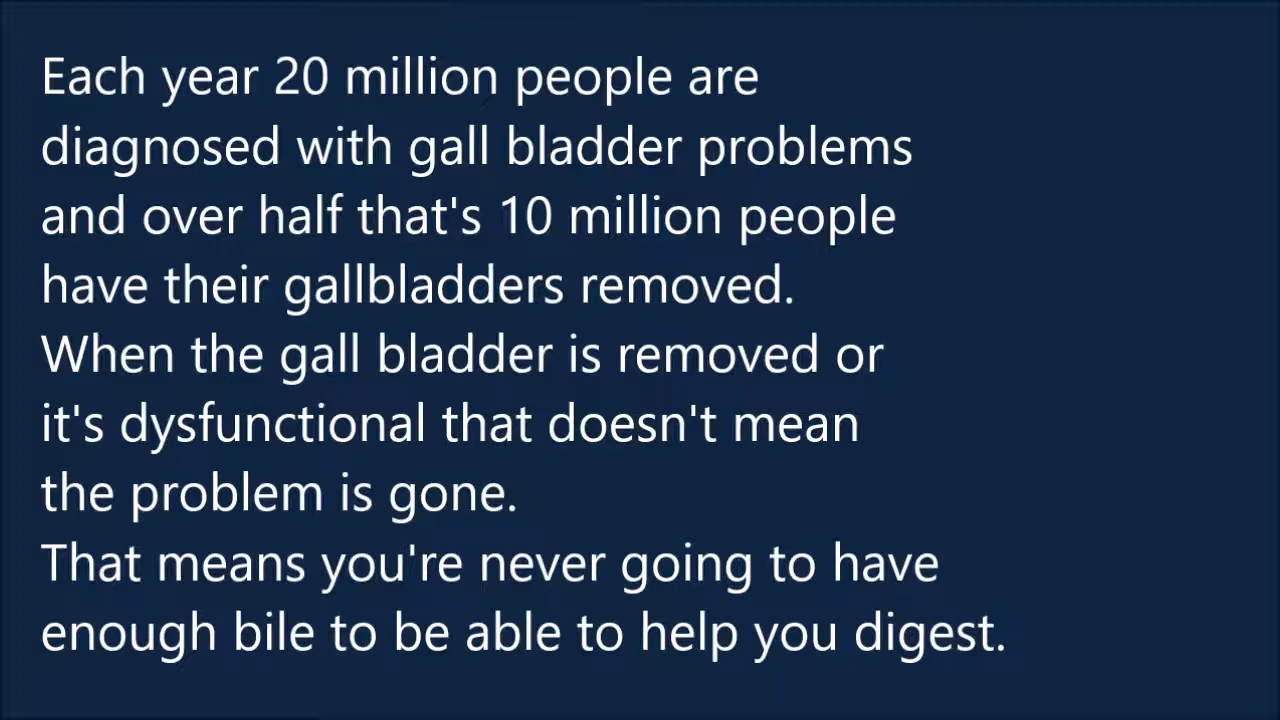 Each year 20 million people are
diagnosed with gall bladder problems
and over half that's 10 million people
have their gallbladders removed.
When the gall bladder is removed or
it's dysfunctional that doesn't mean
the problem is gone.
That means you're never going to have
enough bile to be able to help you digest.